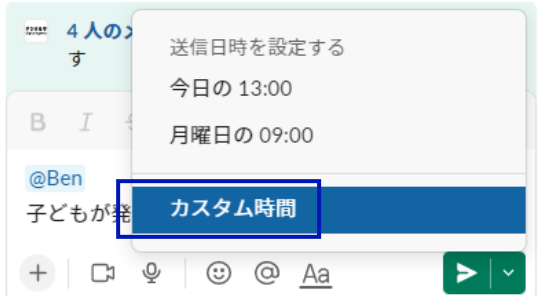 4 人のメ
す
送信日時を設定する
今日の 13:00
月曜日の 09:00
カスタム時間
B I S
@Ben
子どもが発
Aa